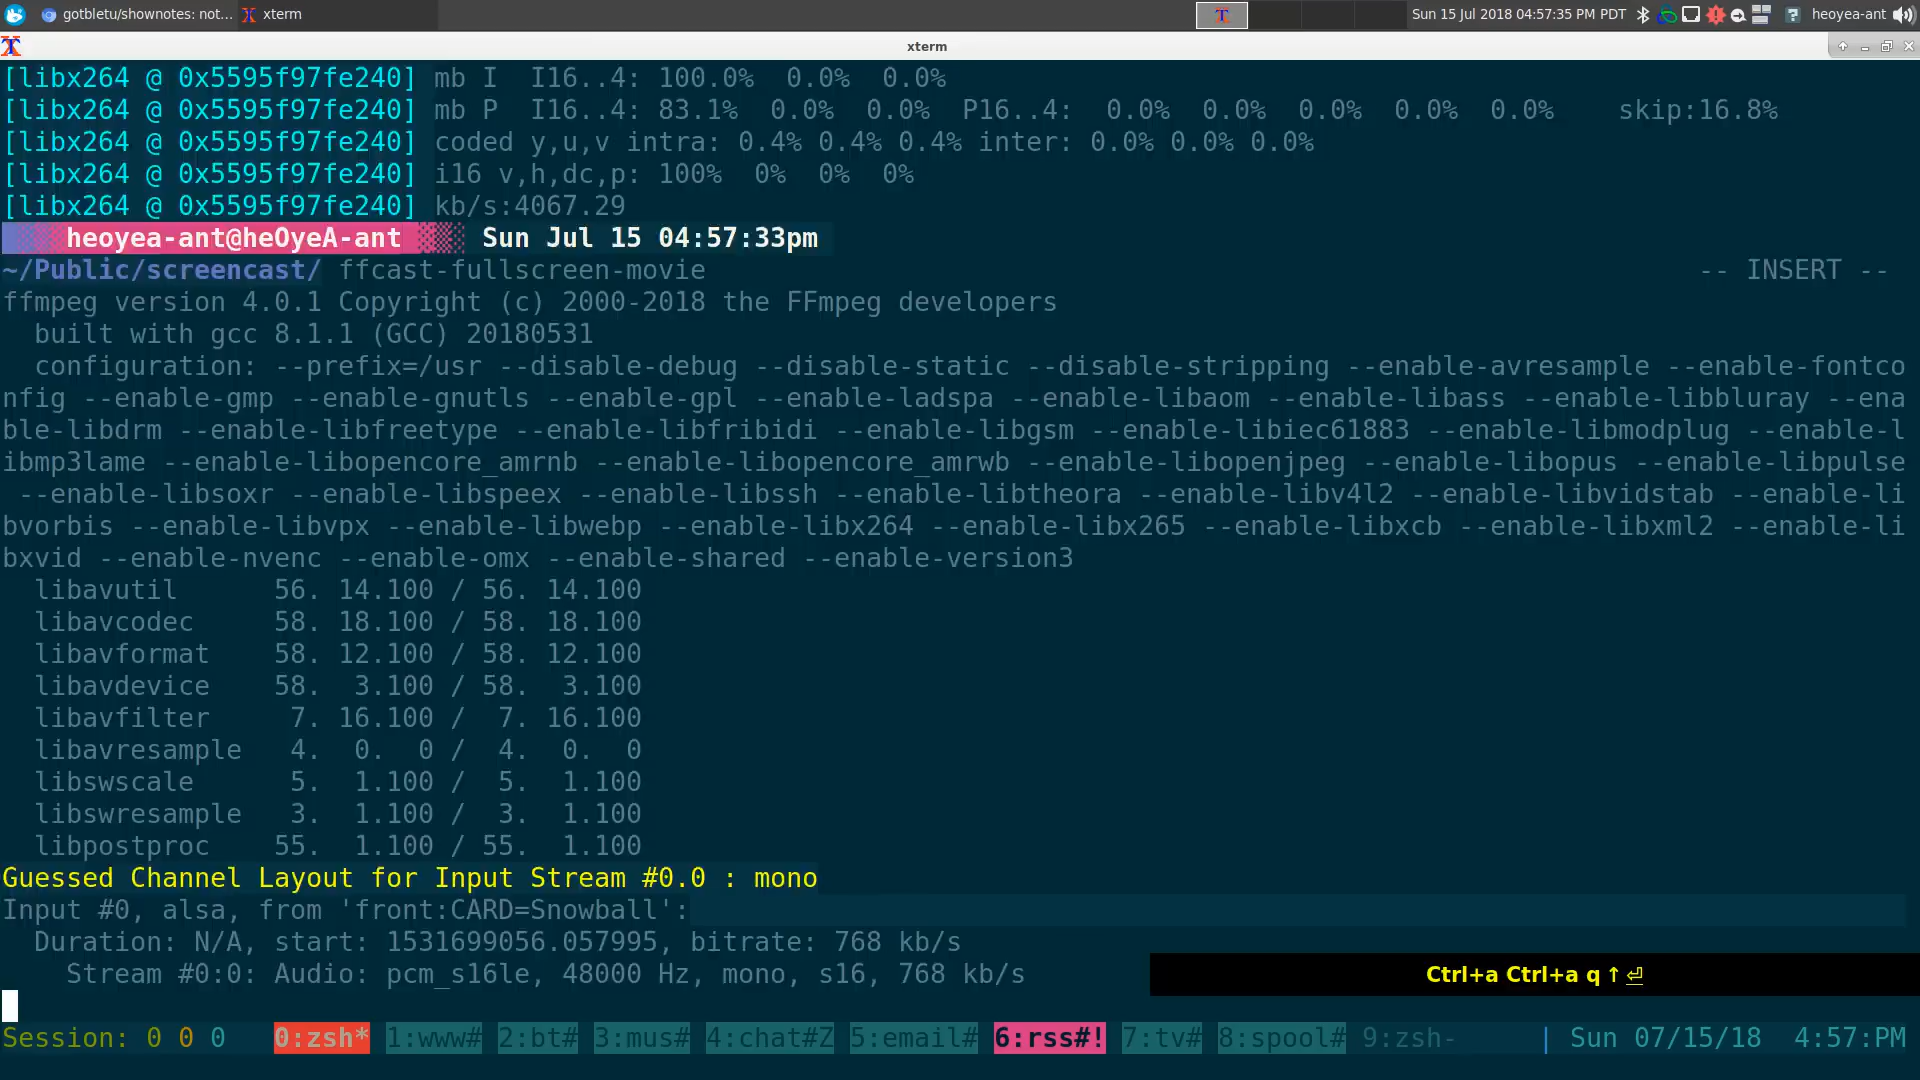 gotbletu/shownotes: not... xterm Sun 15 Jul 2018 04:57:35 PM PDT heoyea-ant
xterm
[libx264 @ 0x5595f97fe240] mb I  I16..4: 100.0%  0.0%  0.0%
[libx264 @ 0x5595f97fe240] mb P  I16..4: 83.1%  0.0%  0.0%  P16..4:  0.0%  0.0%  0.0%  0.0%  0.0%    skip:16.8%
[libx264 @ 0x5595f97fe240] coded y,u,v intra: 0.4% 0.4% 0.4% inter: 0.0% 0.0% 0.0%
[libx264 @ 0x5595f97fe240] i16 v,h,dc,p: 100%  0%  0%  0%
[libx264 @ 0x5595f97fe240] kb/s:4067.29
heoyea-ant@heOyeA-ant Sun Jul 15 04:57:33pm
~/Public/screencast/ ffcast-fullscreen-movie -- INSERT --
ffmpeg version 4.0.1 Copyright (c) 2000-2018 the FFmpeg developers
  built with gcc 8.1.1 (GCC) 20180531
  configuration: --prefix=/usr --disable-debug --disable-static --disable-stripping --enable-avresample --enable-fontco
nfig --enable-gmp --enable-gnutls --enable-gpl --enable-ladspa --enable-libaom --enable-libass --enable-libbluray --ena
ble-libdrm --enable-libfreetype --enable-libfribidi --enable-libgsm --enable-libiec61883 --enable-libmodplug --enable-l
ibmp3lame --enable-libopencore_amrnb --enable-libopencore_amrwb --enable-libopenjpeg --enable-libopus --enable-libpulse
 --enable-libsoxr --enable-libspeex --enable-libssh --enable-libtheora --enable-libv4l2 --enable-libvidstab --enable-li
bvorbis --enable-libvpx --enable-libwebp --enable-libx264 --enable-libx265 --enable-libxcb --enable-libxml2 --enable-li
bxvid --enable-nvenc --enable-omx --enable-shared --enable-version3
  libavutil      56. 14.100 / 56. 14.100
  libavcodec     58. 18.100 / 58. 18.100
  libavformat    58. 12.100 / 58. 12.100
  libavdevice    58.  3.100 / 58.  3.100
  libavfilter     7. 16.100 /  7. 16.100
  libavresample   4.  0.  0 /  4.  0.  0
  libswscale      5.  1.100 /  5.  1.100
  libswresample   3.  1.100 /  3.  1.100
  libpostproc    55.  1.100 / 55.  1.100
Guessed Channel Layout for Input Stream #0.0 : mono
Input #0, alsa, from 'front:CARD=Snowball':
  Duration: N/A, start: 1531699056.057995, bitrate: 768 kb/s
    Stream #0:0: Audio: pcm_s16le, 48000 Hz, mono, s16, 768 kb/s
Ctrl+a Ctrl+a q ↑ ⏎
Session: 0 0 0 0:zsh* 1:www# 2:bt# 3:mus# 4:chat#Z 5:email# 6:rss#! 7:tv# 8:spool# 9:zsh- | Sun 07/15/18 4:57:PM